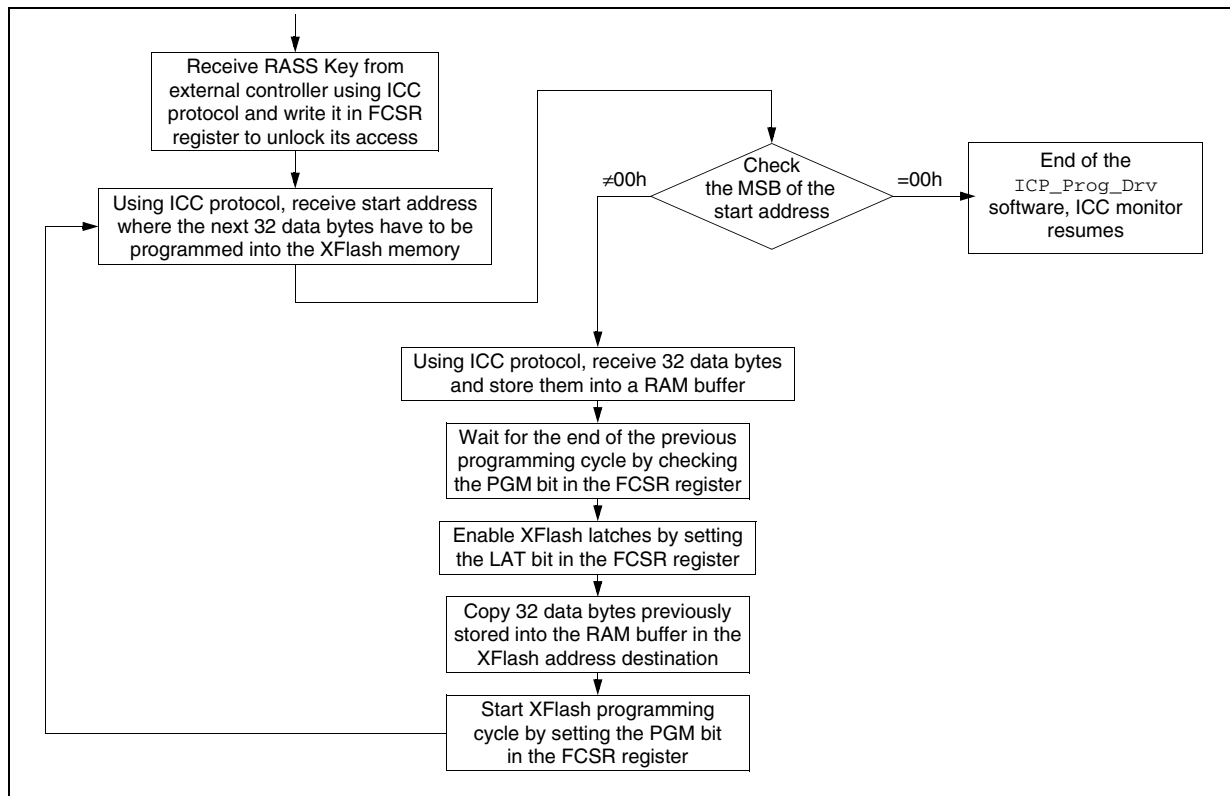 Receive RASS Key from
external controller using ICC
protocol and write it in FCSR
register to unlock its access
Using ICC protocol, receive start address
where the next 32 data bytes have to be
programmed into the XFlash memory
Check
the MSB of the
start address
≠00h
=00h
End of the
ICP_Prog_Drv
software, ICC monitor
resumes
Using ICC protocol, receive 32 data bytes
and store them into a RAM buffer
Wait for the end of the previous
programming cycle by checking
the PGM bit in the FCSR register
Enable XFlash latches by setting
the LAT bit in the FCSR register
Copy 32 data bytes previously
stored into the RAM buffer in the
XFlash address destination
Start XFlash programming
cycle by setting the PGM bit
in the FCSR register